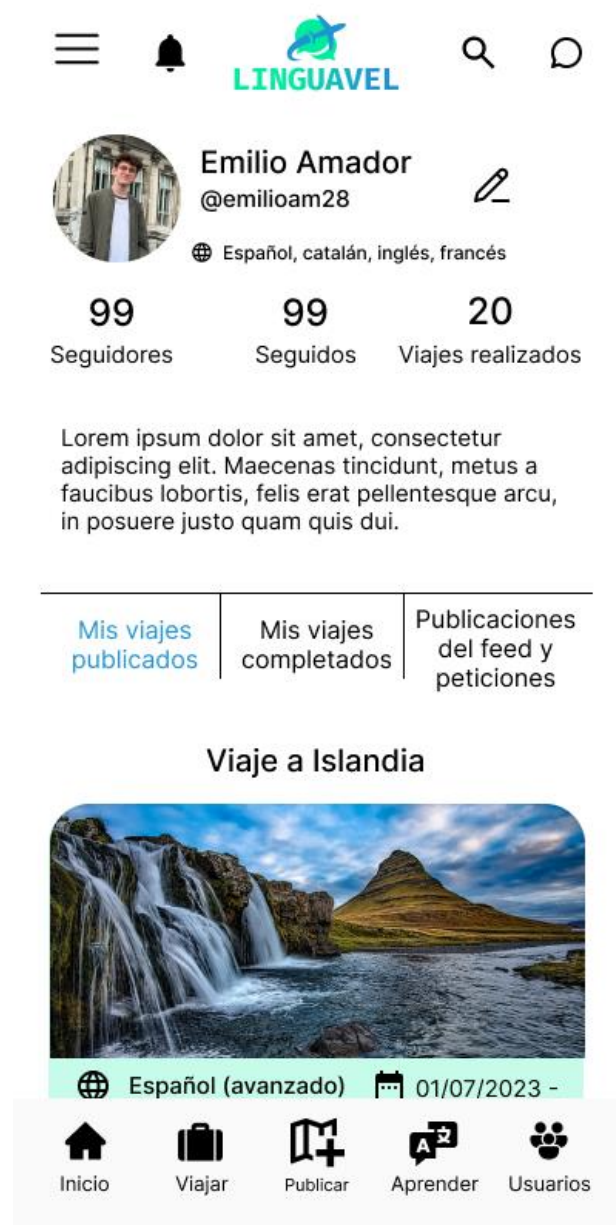 LINGUAVEL
Emilio Amador
@emilioam28
Español, catalán, inglés, francés
99
Seguidores
99
Seguidos
20
Viajes realizados
Lorem ipsum dolor sit amet, consectetur
adipiscing elit. Maecenas tincidunt, metus a
faucibus lobortis, felis erat pellentesque arcu,
in posuere justo quam quis dui.
Mis viajes
publicados
Mis viajes
completados
Publicaciones
del feed y
peticiones
Viaje a Islandia
Español (avanzado)
01/07/2023 -
A 文
Inicio
Viajar
Publicar
Aprender
Usuarios